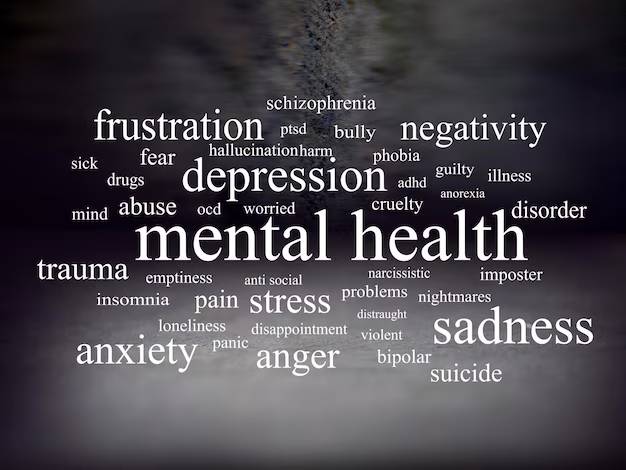 schizophrenia
frustration ptsd bully negativity
sick fear hallucination harm phobia
drugs depression adhd guilty illness
anorexia
mind abuse ocd worried cruelty disorder
mental health
trauma emptiness anti social narcissistic imposter
insomnia pain stress problems nightmares
distraught
loneliness disappointment violent sadness
anxiety panic anger bipolar
suicide